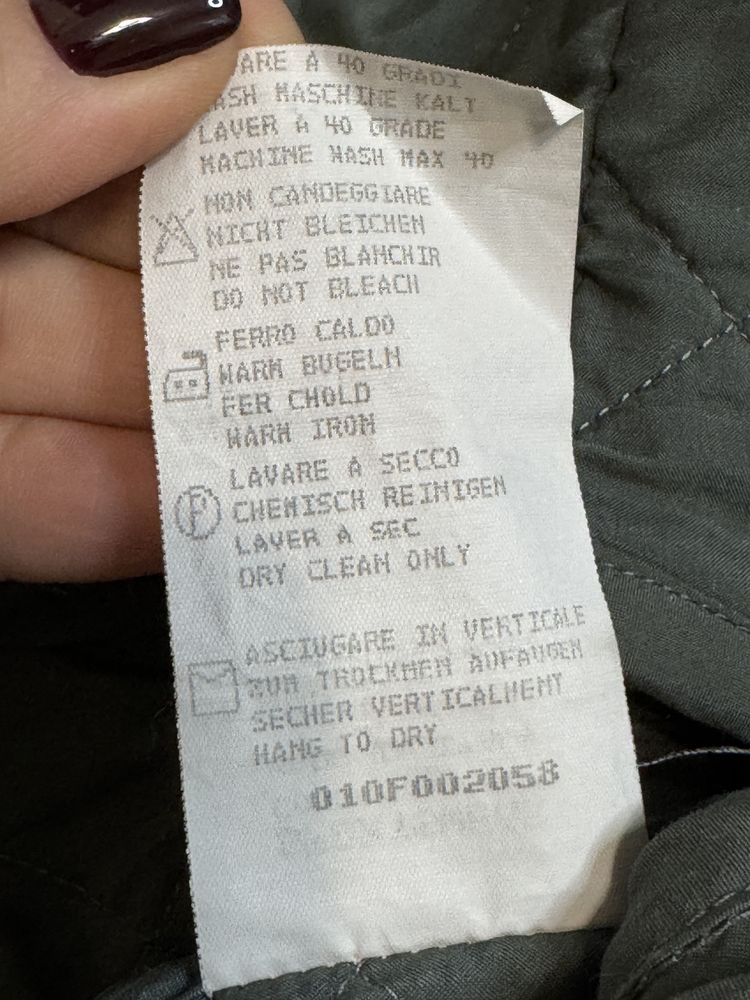 ARE A 40 GRADI
ASH MASCHINE KALT
LAVER A 40 GRADE
MACHINE WASH MAX 40
NON CANDEGGIARE
NICHT BLEICHEN
NE PAS BLANCHIR
DO NOT BLEACH
FERRO CALDO
WARM BUGELN
FER CHOLD
WARM IRON
P
LAVARE A SECCO
CHEMISCH REINIGEN
LAVER A SEC
DRY CLEAN ONLY
ASCIUGARE IN VERTICALE
ZUM TROCKNEN AUFAUGEN
SECHER VERTICALMENT
HANG TO DRY
010F002058